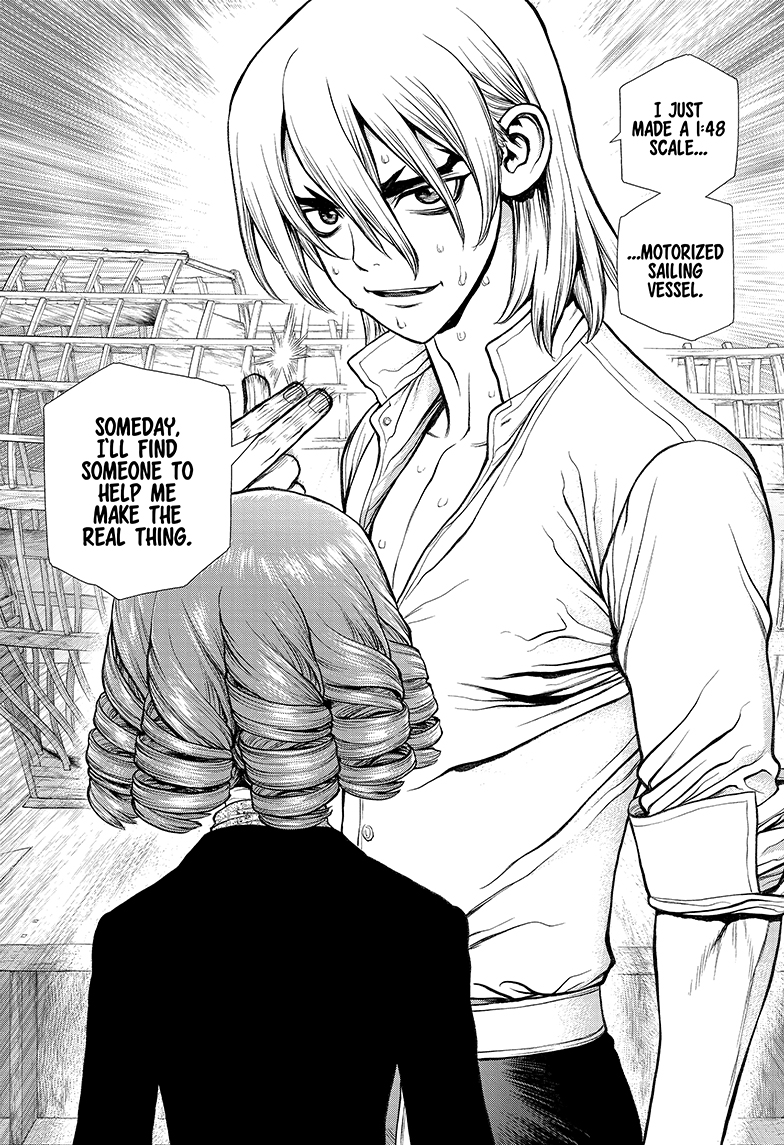 I JUST
MADE A 1:48
SCALE...
...MOTORIZED
SAILING
VESSEL.
SOMEDAY,
I'LL FIND
SOMEONE TO
HELP ME
MAKE THE
REAL THING.